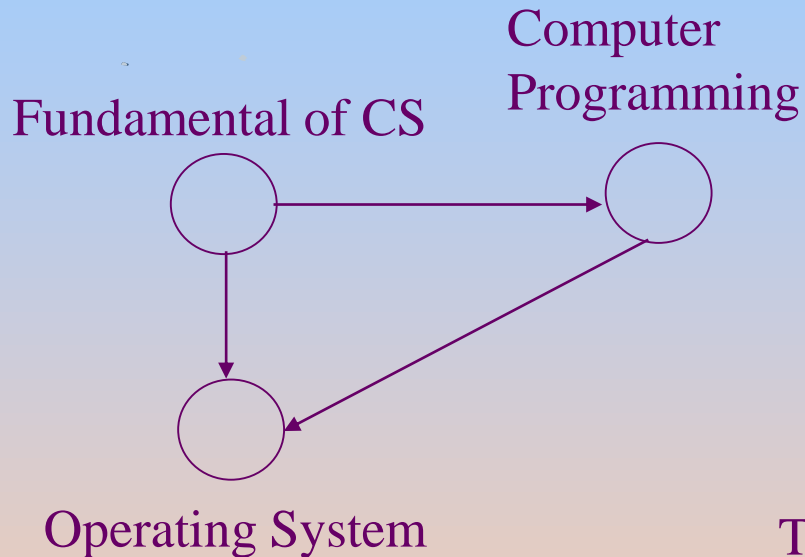 Computer
Programming
Fundamental of CS
Operating System
T